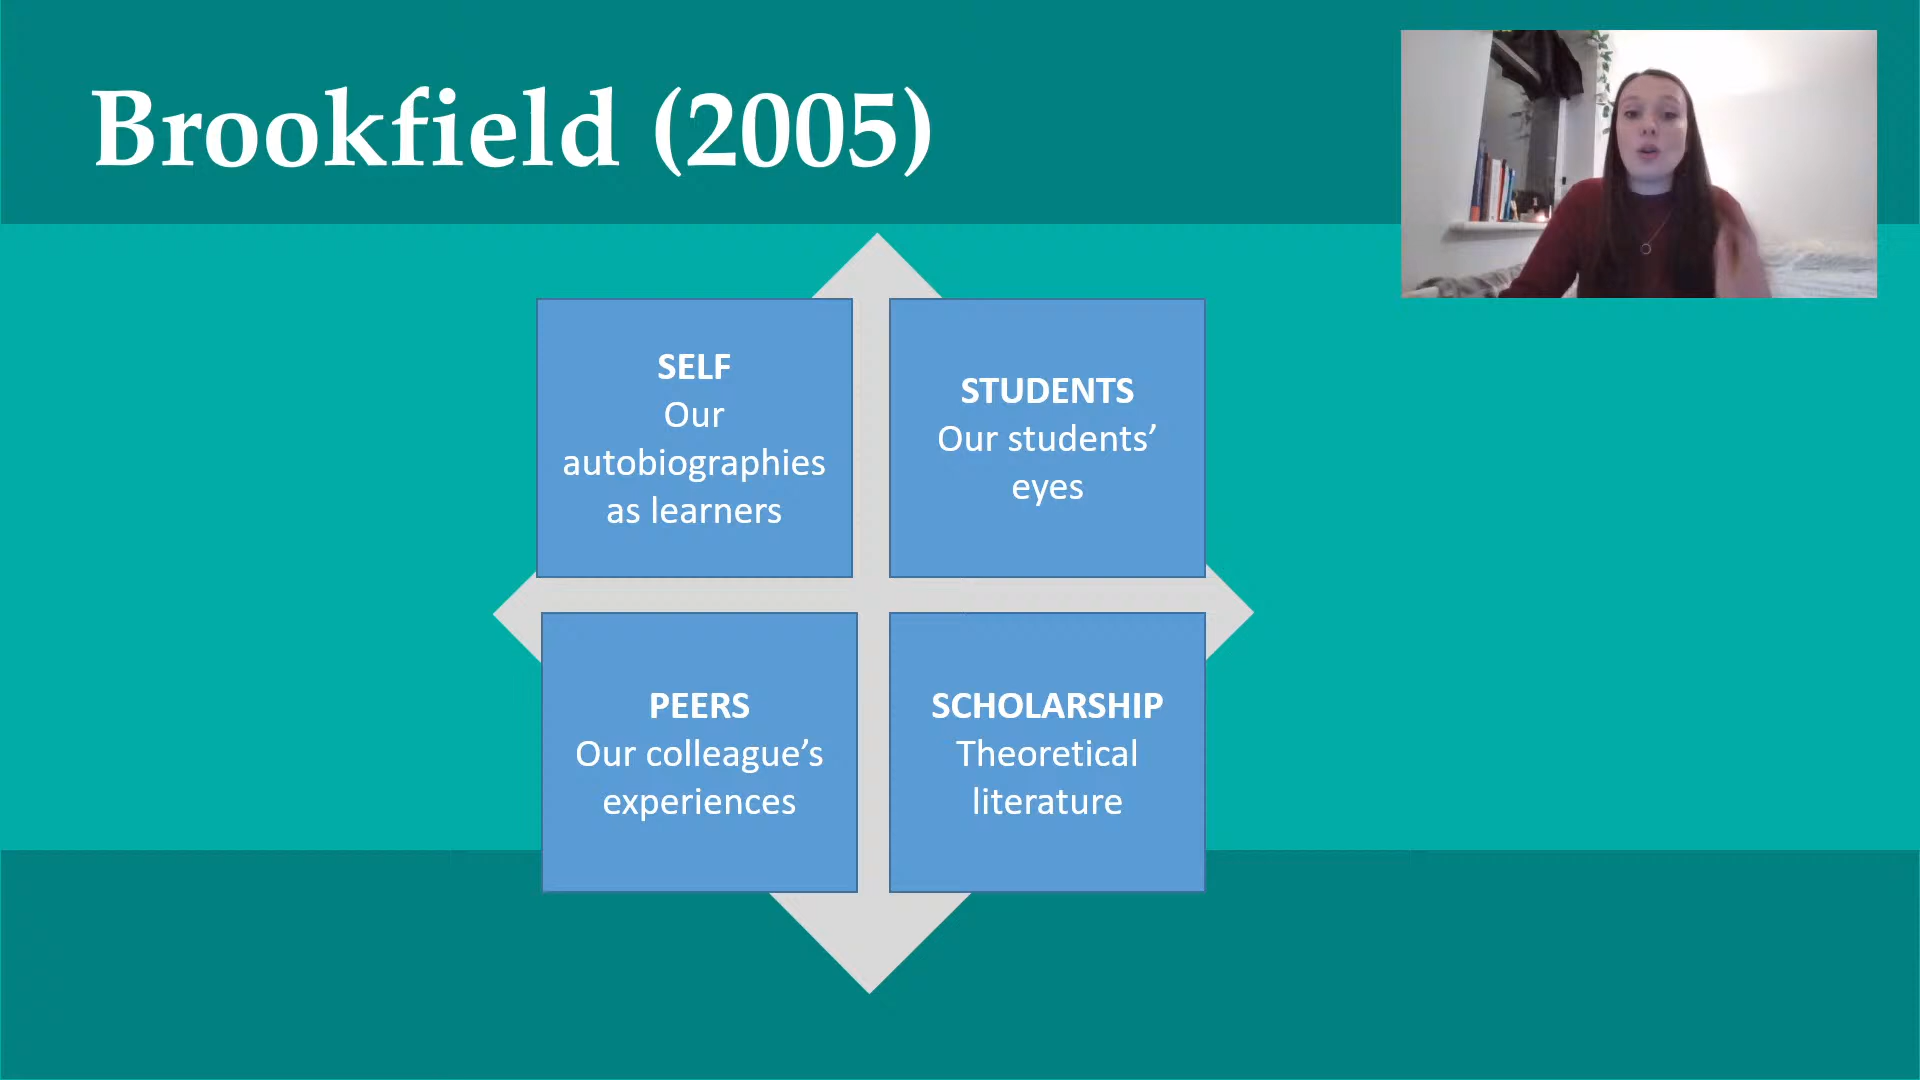 Brookfield (2005)
SELF
Our
autobiographies
as learners
STUDENTS
Our students’
eyes
PEERS
Our colleague’s
experiences
SCHOLARSHIP
Theoretical
literature